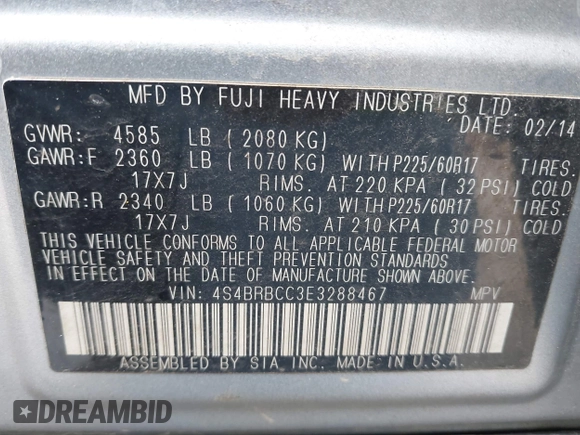 MFD BY FUJI HEAVY INDUSTRIES LTD.
DATE: 02/14
GVWR: 4585 LB ( 2080 KG)
GAWR:F 2360 LB ( 1070 KG) WITH P225/60R17 TIRES.
17X7J RIMS. AT 220 KPA ( 32 PSI) COLD
GAWR:R 2340 LB ( 1060 KG) WITH P225/60R17 TIRES.
17X7J RIMS. AT 210 KPA ( 30 PSI) COLD
THIS VEHICLE CONFORMS TO ALL APPLICABLE FEDERAL MOTOR
VEHICLE SAFETY AND THEFT PREVENTION STANDARDS
IN EFFECT ON THE DATE OF MANUFACTURE SHOWN ABOVE.
VIN: 4S4BRBCC3E3288467 MPV
ASSEMBLED BY SIA, INC. MADE IN U.S.A.
DREAMBID